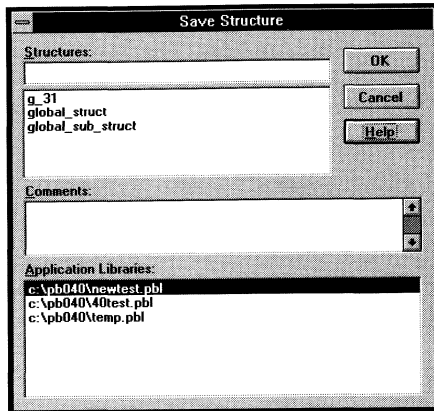 Save Structure
Structures:
OK
g_31
global_struct
global_sub_struct
Cancel
Help
Comments:
Application Libraries:
c:\pb040\newtest.pbl
c:\pb040\40test.pbl
c:\pb040\temp.pbl